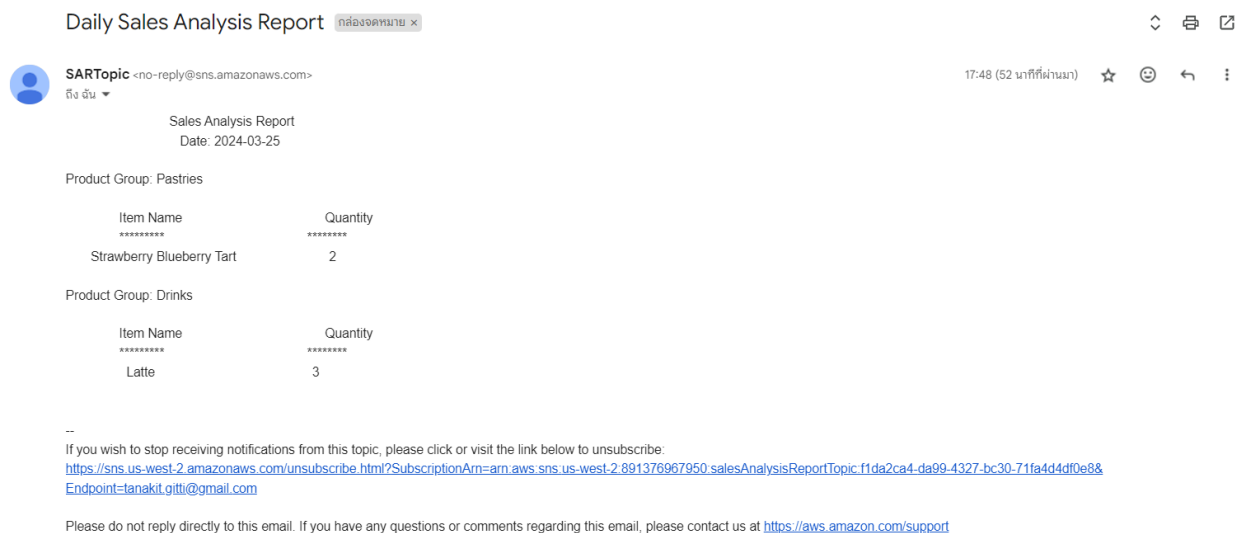 Daily Sales Analysis Report กล่องจดหมาย ×
SARTopic <no-reply@sns.amazonaws.com> 17:48 (52 นาทีที่ผ่านมา)
ถึง ฉัน
Sales Analysis Report
Date: 2024-03-25
Product Group: Pastries
Item Name Quantity
********* ********
Strawberry Blueberry Tart 2
Product Group: Drinks
Item Name Quantity
********* ********
Latte 3
--
If you wish to stop receiving notifications from this topic, please click or visit the link below to unsubscribe:
https://sns.us-west-2.amazonaws.com/unsubscribe.html?SubscriptionArn=arn:aws:sns:us-west-2:891376967950:salesAnalysisReportTopic:f1da2ca4-da99-4327-bc30-71fa4d4df0e8&
Endpoint=tanakit.gitti@gmail.com
Please do not reply directly to this email. If you have any questions or comments regarding this email, please contact us at https://aws.amazon.com/support